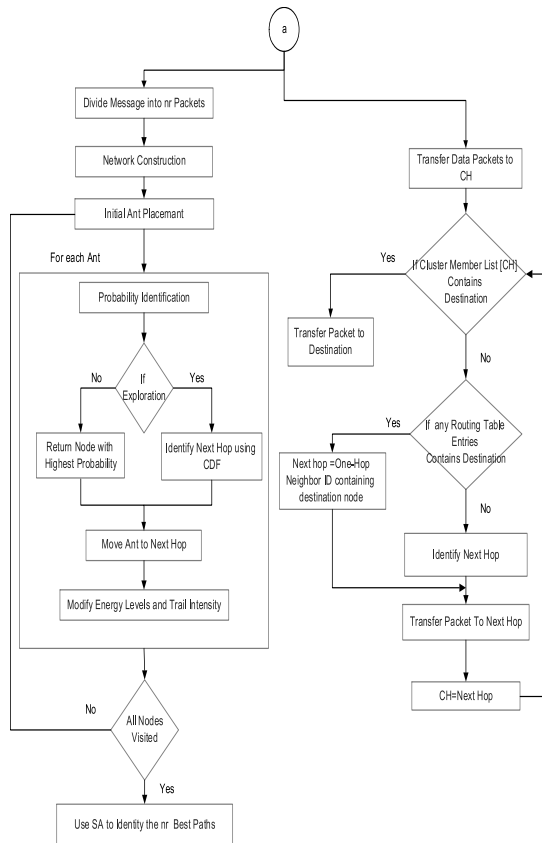 a
Divide Message into nr Packets
Network Construction
Initial Ant Placemant
For each Ant
Probability Identification
If
Exploration
No
Yes
Return Node with
Highest Probability
Identify Next Hop using
CDF
Move Ant to Next Hop
Modify Energy Levels and Trail Intensity
No
All Nodes
Visited
Yes
Use SA to Identity the nr Best Paths
Transfer Data Packets to
CH
If Cluster Member List [CH]
Contains
Destination
Yes
Transfer Packet to
Destination
No
If any Routing Table
Entries
Contains Destination
Yes
Next hop =One-Hop
Neighbor ID containing
destination node
No
Identify Next Hop
Transfer Packet To Next Hop
CH=Next Hop